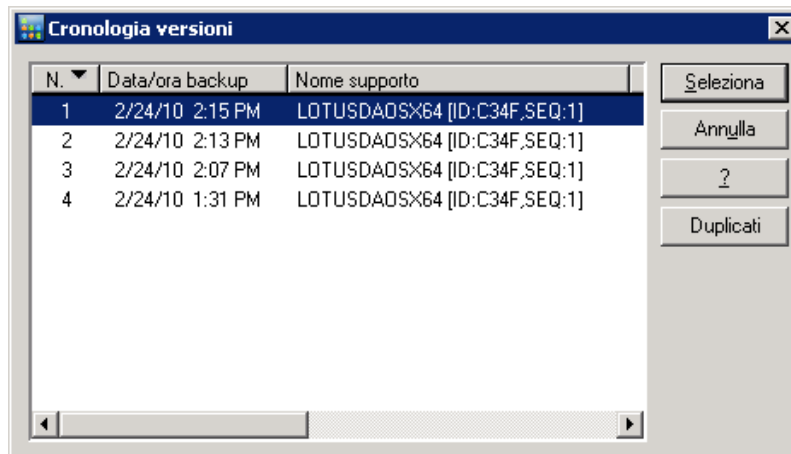 Cronologia versioni
N. Data/ora backup Nome supporto
1 2/24/10 2:15 PM LOTUSDAOSX64 [ID:C34F,SEQ:1]
2 2/24/10 2:13 PM LOTUSDAOSX64 [ID:C34F,SEQ:1]
3 2/24/10 2:07 PM LOTUSDAOSX64 [ID:C34F,SEQ:1]
4 2/24/10 1:31 PM LOTUSDAOSX64 [ID:C34F,SEQ:1]
Seleziona
Annulla
?
Duplicati